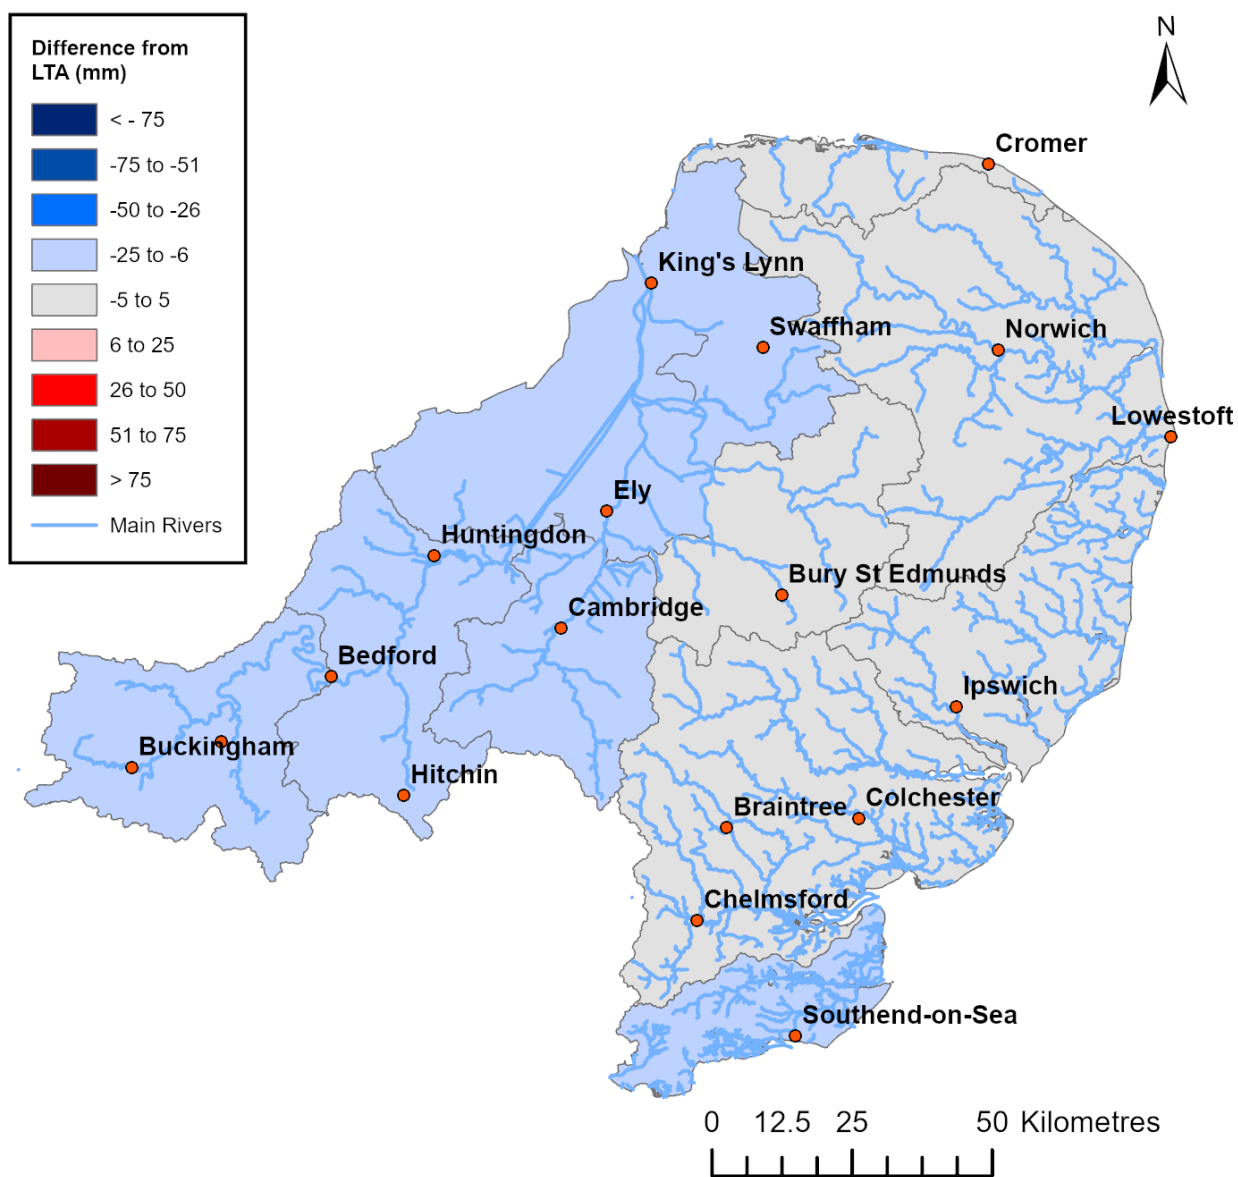 Difference from
LTA (mm)
< - 75
-75 to -51
-50 to -26
-25 to -6
-5 to 5
6 to 25
26 to 50
51 to 75
> 75
Main Rivers
N
Cromer
King's Lynn
Swaffham
Norwich
Lowestoft
Ely
Huntingdon
Bury St Edmunds
Cambridge
Bedford
Ipswich
Buckingham
Hitchin
Braintree
Colchester
Chelmsford
Southend-on-Sea
0 12.5 25 50 Kilometres